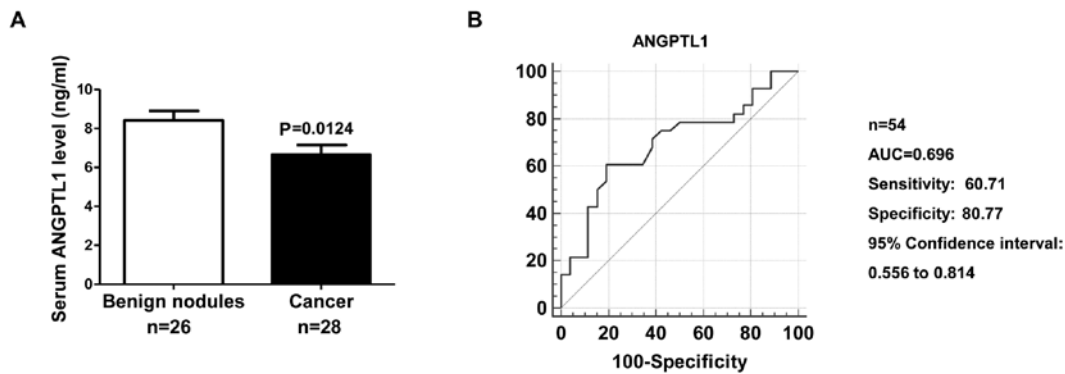 A
Serum ANGPTL1 level (ng/ml)
10
8
6
4
2
0
P=0.0124
Benign nodules
n=26
Cancer
n=28
B
ANGPTL1
100
80
60
40
20
0
0 20 40 60 80 100
100-Specificity
n=54
AUC=0.696
Sensitivity: 60.71
Specificity: 80.77
95% Confidence interval:
0.556 to 0.814